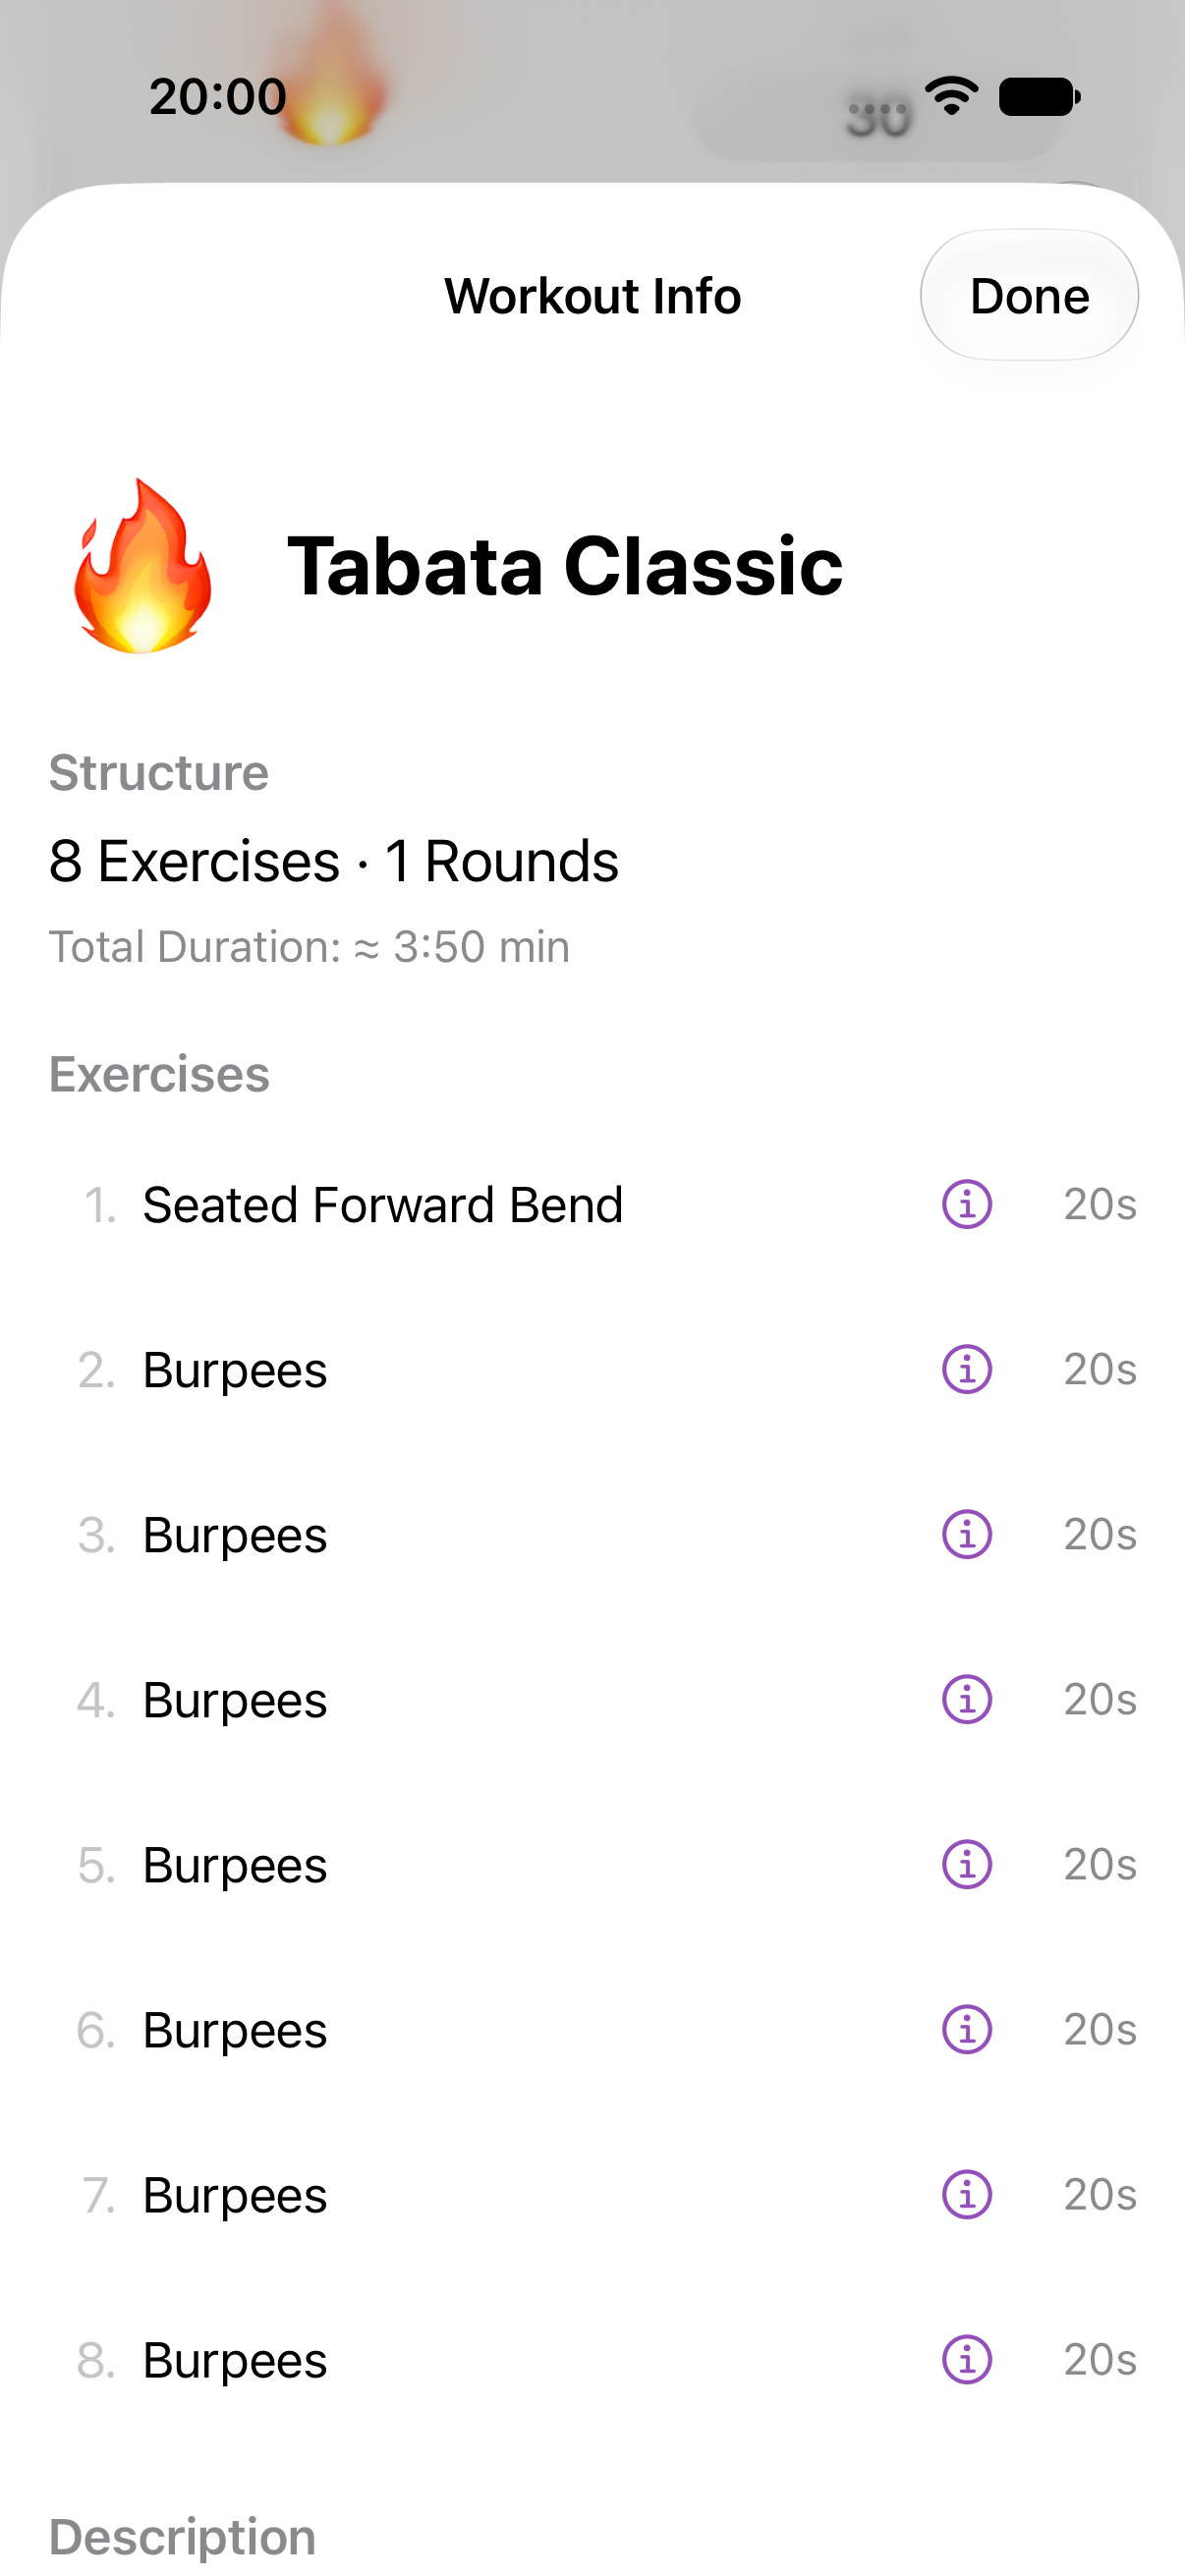 20:00
30
Workout Info
Done
Tabata Classic
Structure
8 Exercises · 1 Rounds
Total Duration: ≈ 3:50 min
Exercises
1. Seated Forward Bend 20s
2. Burpees 20s
3. Burpees 20s
4. Burpees 20s
5. Burpees 20s
6. Burpees 20s
7. Burpees 20s
8. Burpees 20s
Description